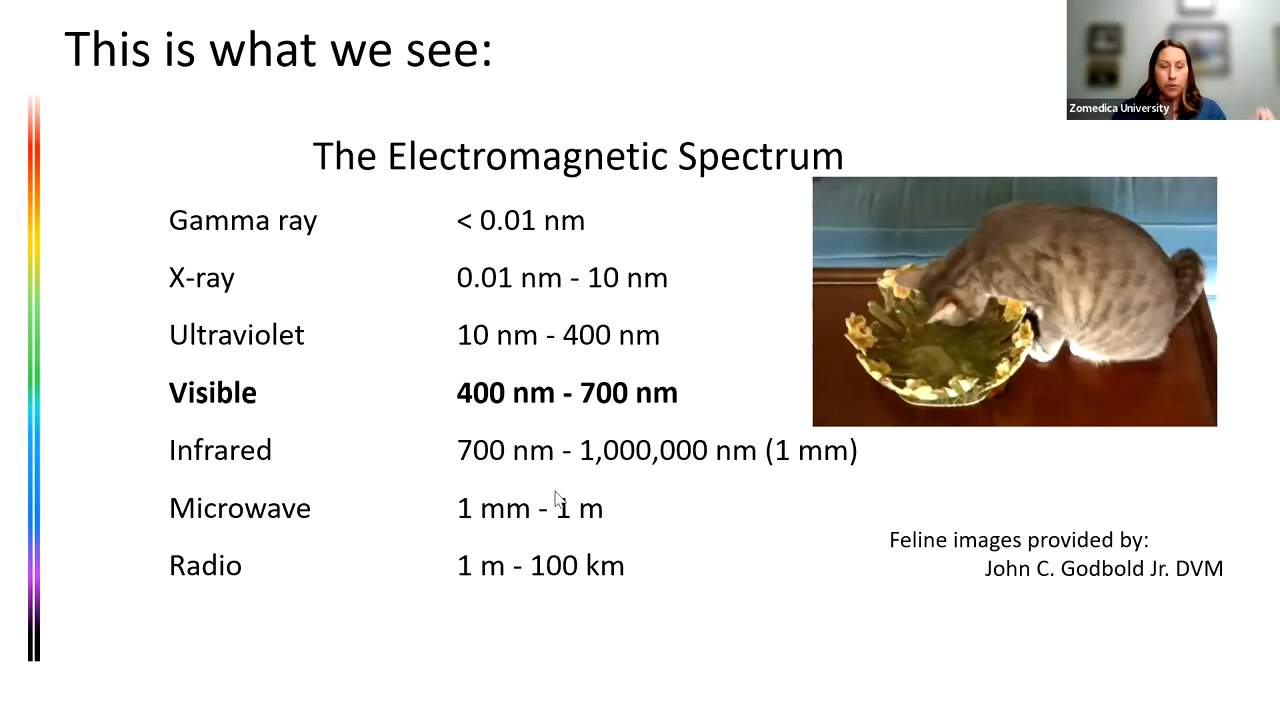 This is what we see:
Zomedica University
The Electromagnetic Spectrum
Gamma ray < 0.01 nm
X-ray 0.01 nm - 10 nm
Ultraviolet 10 nm - 400 nm
Visible 400 nm - 700 nm
Infrared 700 nm - 1,000,000 nm (1 mm)
Microwave 1 mm - 1 m
Radio 1 m - 100 km
Feline images provided by:
John C. Godbold Jr. DVM